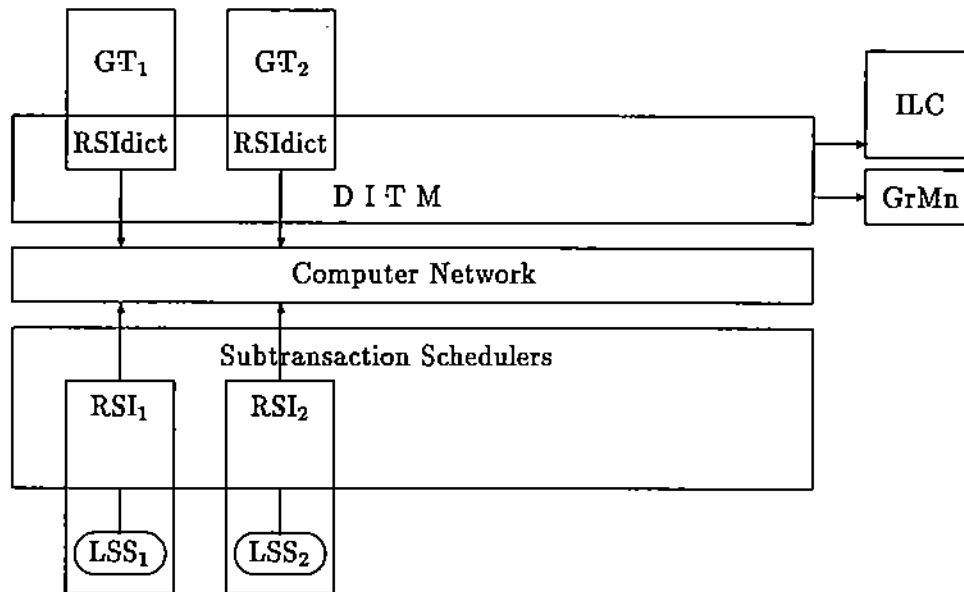 GT₁ GT₂
ILC
RSIdict RSIdict
D I T M
GrMn
Computer Network
Subtransaction Schedulers
RSI₁ RSI₂
LSS₁ LSS₂